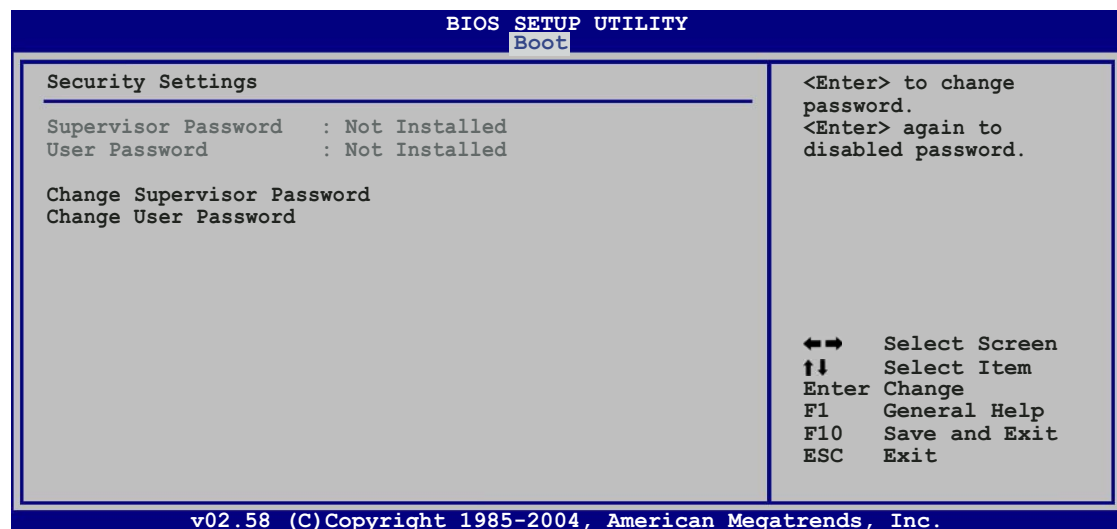 BIOS SETUP UTILITY
Boot
Security Settings
Supervisor Password : Not Installed
User Password : Not Installed
Change Supervisor Password
Change User Password
<Enter> to change
password.
<Enter> again to
disabled password.
←→ Select Screen
↑↓ Select Item
Enter Change
F1 General Help
F10 Save and Exit
ESC Exit
v02.58 (C)Copyright 1985-2004, American Megatrends, Inc.